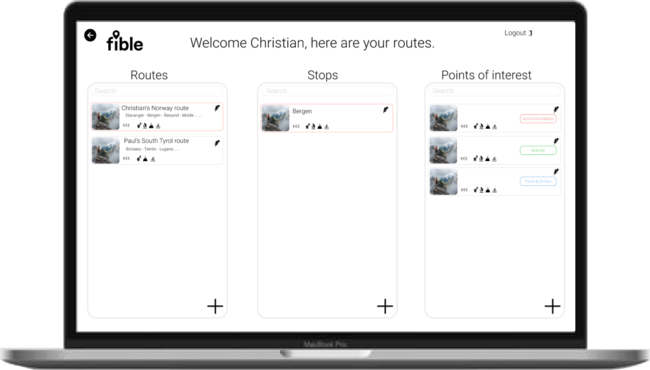 fible
Welcome Christian, here are your routes.
Logout
Routes
Stops
Points of interest
Search
Search
Search
Christian's Norway route
Stavanger - Bergen - Ålesund - Molde ....
€€€
Paul's South Tyrol route
Bolzano - Trento - Lugano ....
€€€
Bergen
€€€
Accommodation
€€€
Activity
€€€
Food & Drinks
€€€
MacBook Pro